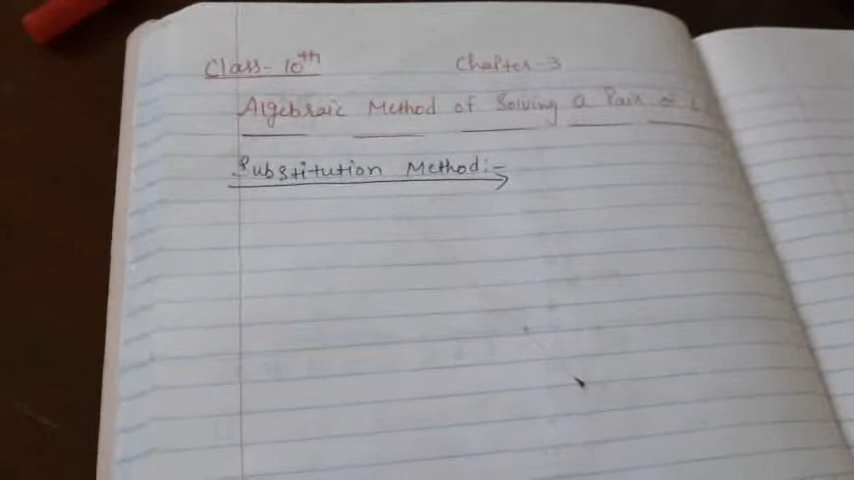 Class- 10th Chapter-3
Algebraic Method of Solving a Pair of L
Substitution Method:-